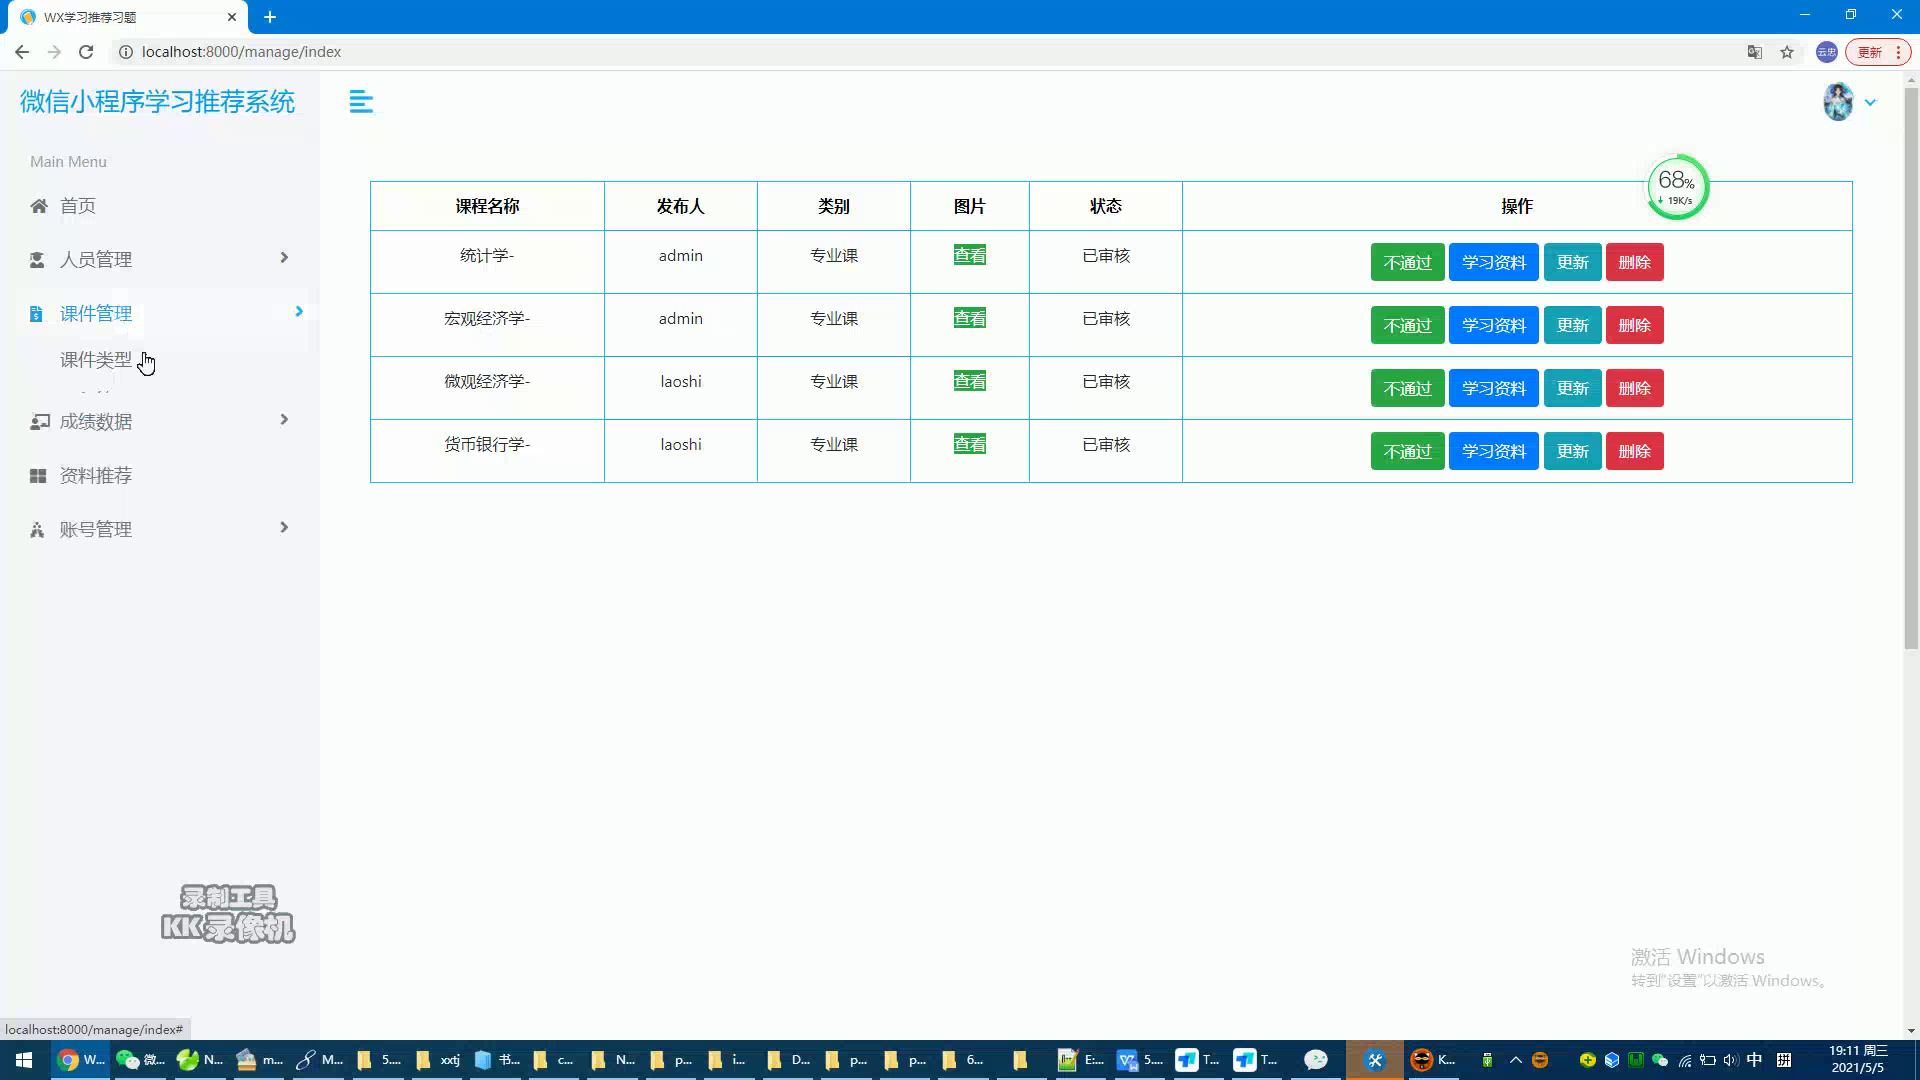 WX学习推荐习题
localhost:8000/manage/index
云忠
更新
微信小程序学习推荐系统
Main Menu
首页
人员管理
课件管理
课件类型
成绩数据
资料推荐
账号管理
68%
19K/s
课程名称 发布人 类别 图片 状态 操作
统计学- admin 专业课 查看 已审核 不通过 学习资料 更新 删除
宏观经济学- admin 专业课 查看 已审核 不通过 学习资料 更新 删除
微观经济学- laoshi 专业课 查看 已审核 不通过 学习资料 更新 删除
货币银行学- laoshi 专业课 查看 已审核 不通过 学习资料 更新 删除
录制工具
KK录像机
激活 Windows
转到"设置"以激活 Windows。
localhost:8000/manage/index#
W... 微... N... m... M... 5.... xxtj 书... c... N... p... i... D... p... p... 6... E:... 5.... T... T... K... 中 拼
19:11 周三
2021/5/5